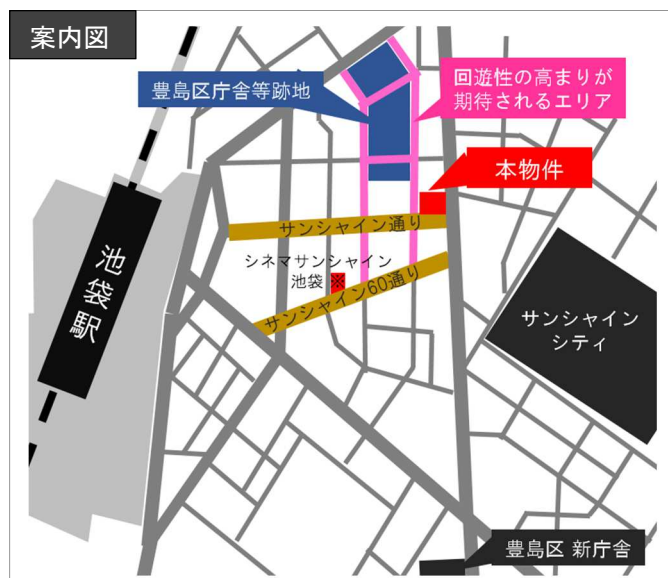 案内図
豊島区庁舎等跡地
回遊性の高まりが
期待されるエリア
本物件
サンシャイン通り
シネマサンシャイン
池袋
サンシャイン60通り
池袋駅
サンシャイン
シティ
豊島区 新庁舎